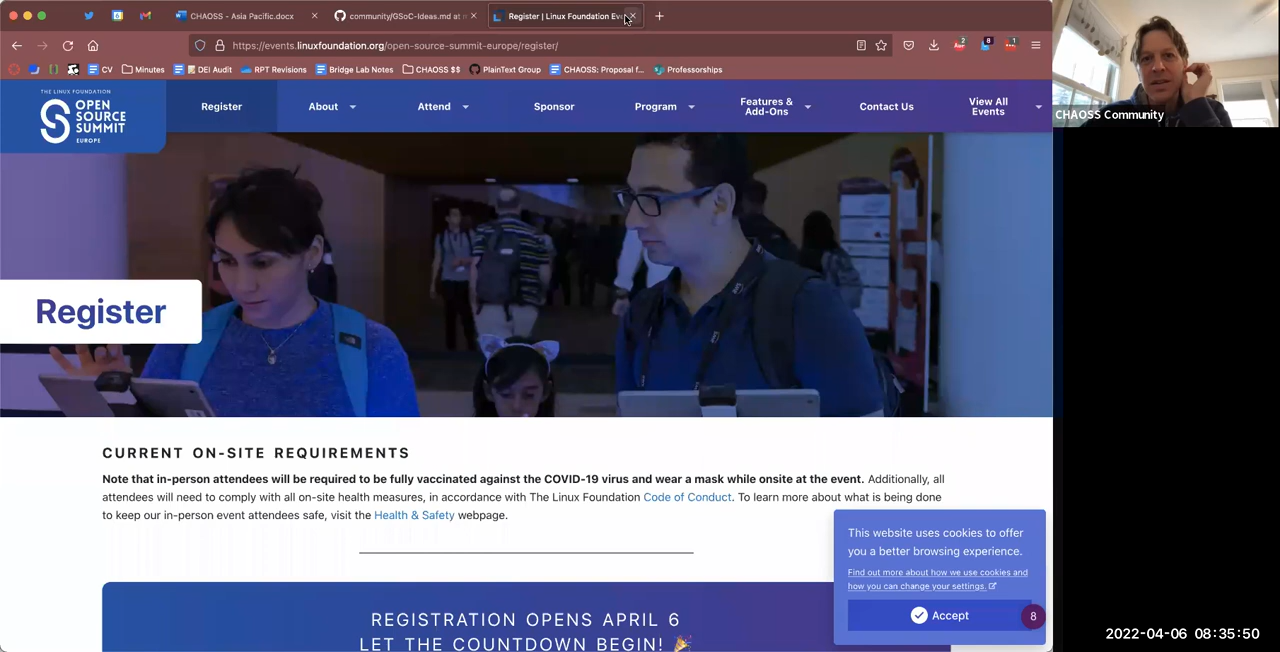 CHAOSS - Asia Pacific.docx
community/GSoC-Ideas.md at m
Register | Linux Foundation Eve
https://events.linuxfoundation.org/open-source-summit-europe/register/
2
8
1
CV
Minutes
DEI Audit
RPT Revisions
Bridge Lab Notes
CHAOSS $$
PlainText Group
CHAOSS: Proposal f...
Professorships
THE LINUX FOUNDATION
OPEN
SOURCE
SUMMIT
EUROPE
Register
About
Attend
Sponsor
Program
Features &
Add-Ons
Contact Us
View All
Events
CHAOSS Community
Register
CURRENT ON-SITE REQUIREMENTS
Note that in-person attendees will be required to be fully vaccinated against the COVID-19 virus and wear a mask while onsite at the event. Additionally, all
attendees will need to comply with all on-site health measures, in accordance with The Linux Foundation Code of Conduct. To learn more about what is being done
to keep our in-person event attendees safe, visit the Health & Safety webpage.
This website uses cookies to offer
you a better browsing experience.
Find out more about how we use cookies and
how you can change your settings.
Accept
8
REGISTRATION OPENS APRIL 6
LET THE COUNTDOWN BEGIN! 🎉
2022-04-06 08:35:50